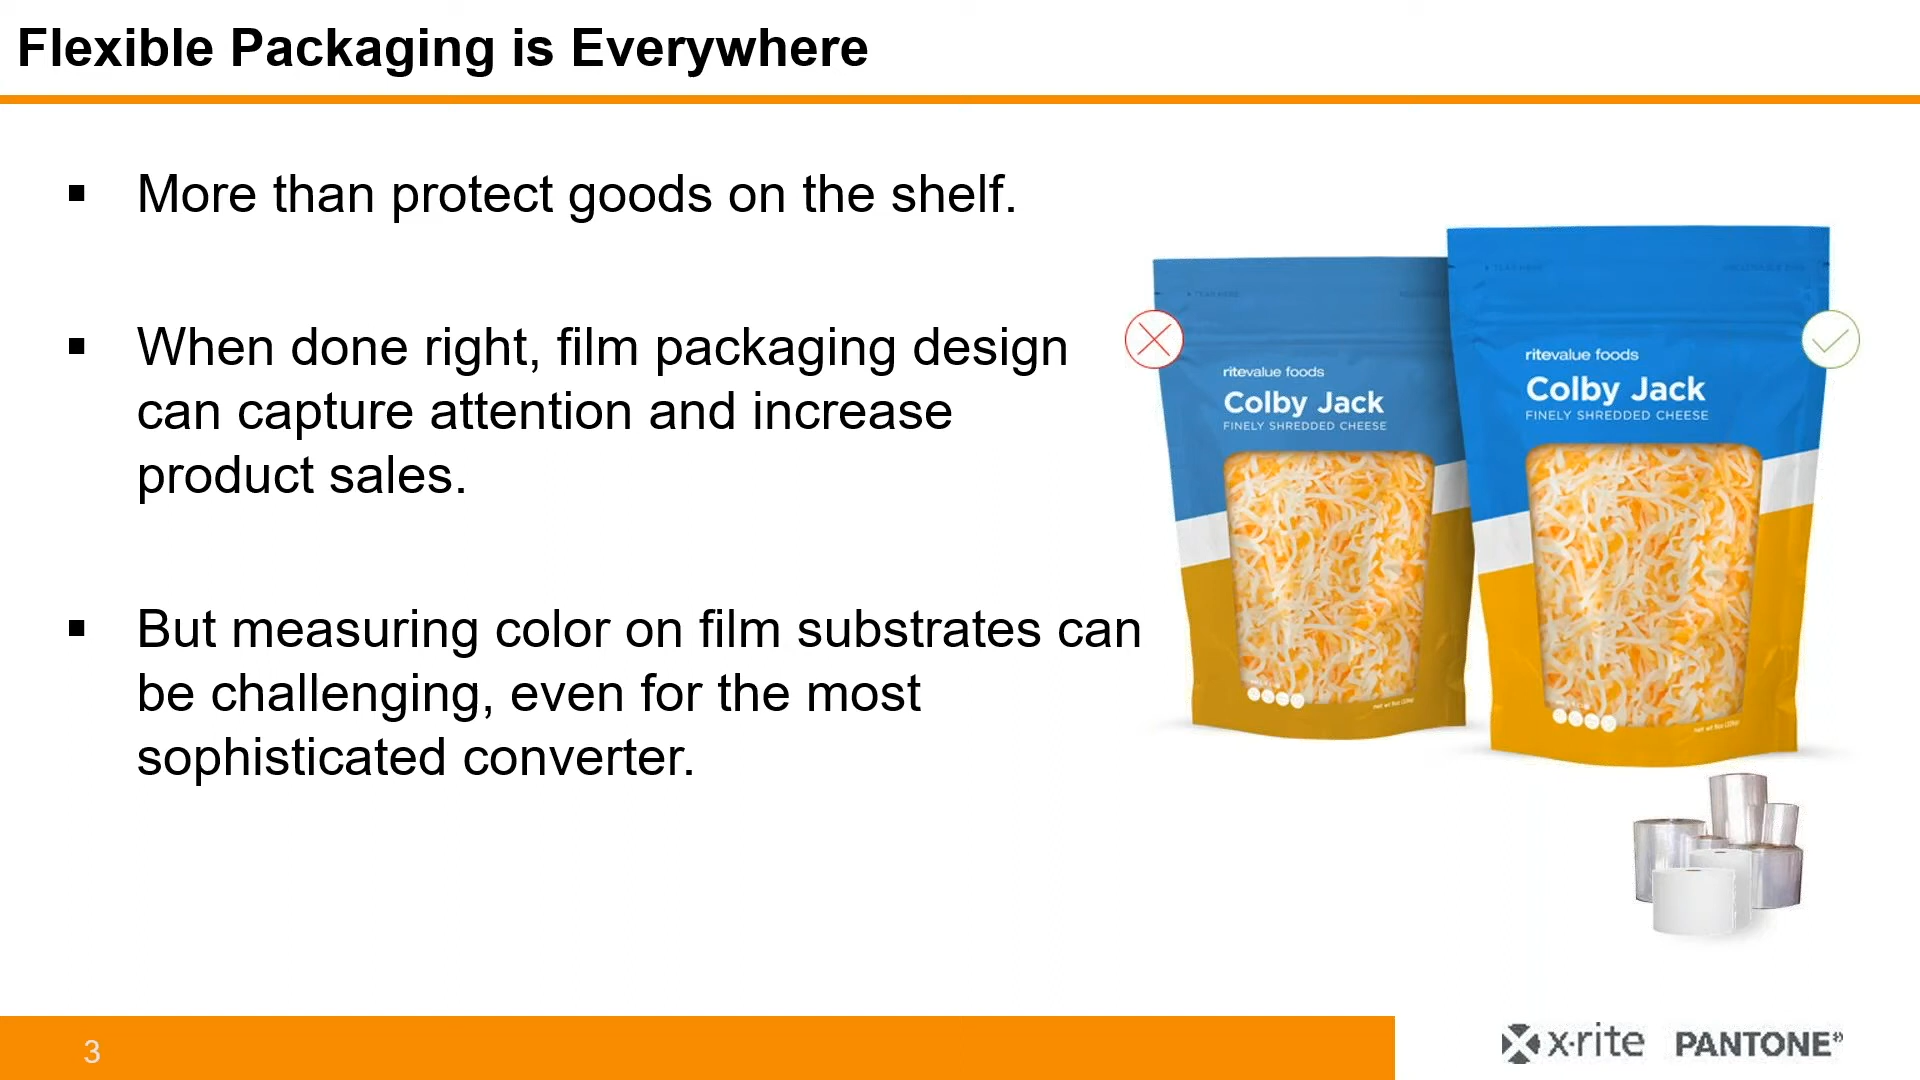 Flexible Packaging is Everywhere
More than protect goods on the shelf.
When done right, film packaging design
can capture attention and increase
product sales.
But measuring color on film substrates can
be challenging, even for the most
sophisticated converter.
ritevalue foods
Colby Jack
FINELY SHREDDED CHEESE
ritevalue foods
Colby Jack
FINELY SHREDDED CHEESE
3
x·rite PANTONE®